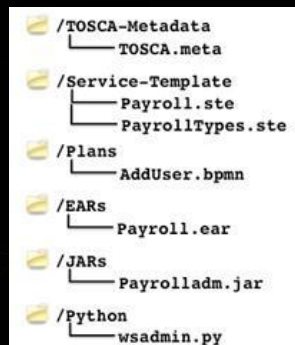 /TOSCA-Metadata
TOSCA.meta
/Service-Template
Payroll.ste
PayrollTypes.ste
/Plans
AddUser.bpmn
/EARs
Payroll.ear
/JARs
Payrolladm.jar
/Python
wsadmin.py